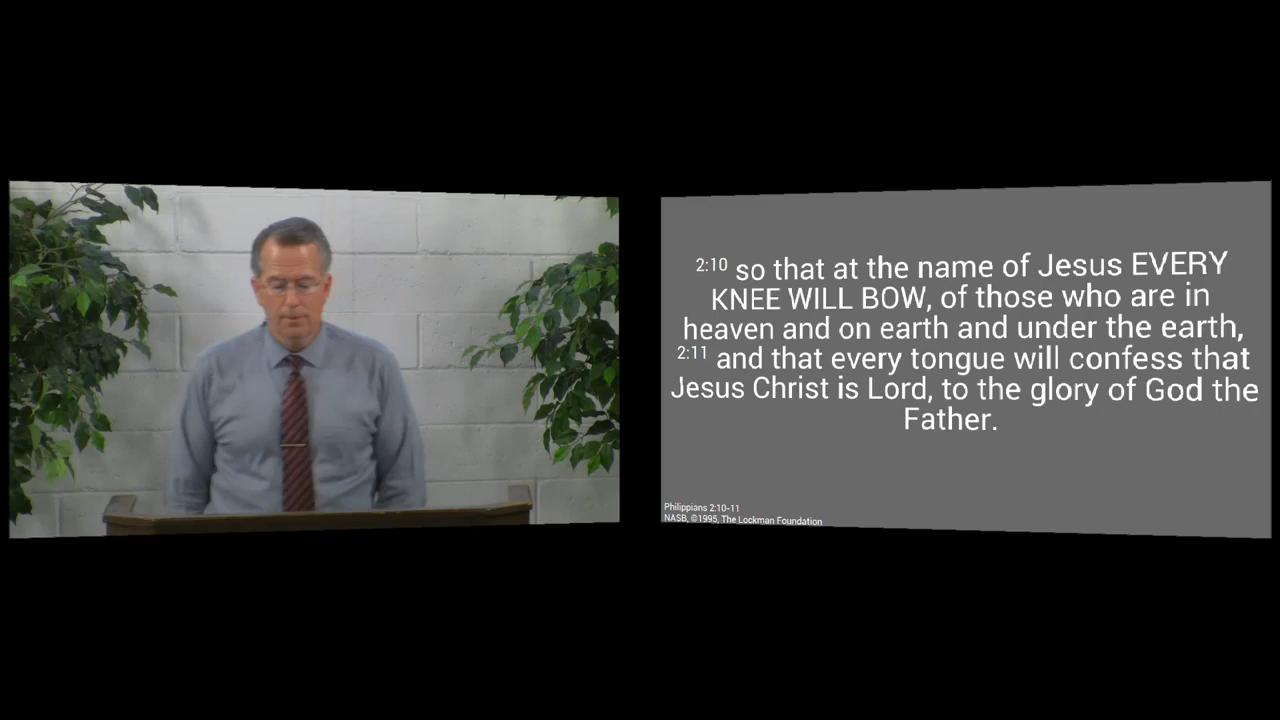 2:10 so that at the name of Jesus EVERY
KNEE WILL BOW, of those who are in
heaven and on earth and under the earth,
2:11 and that every tongue will confess that
Jesus Christ is Lord, to the glory of God the
Father.
Philippians 2:10-11
NASB, ©1995, The Lockman Foundation